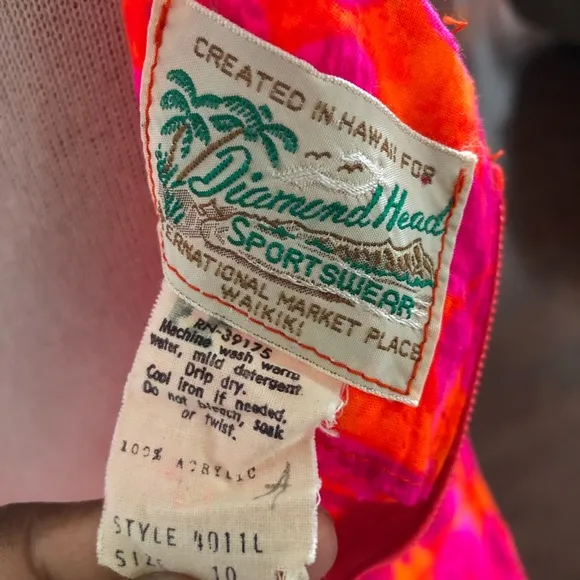 CREATED IN HAWAII FOR
Diamond Head
SPORTSWEAR
ERNATIONAL MARKET PLACE
WAIKIKI
RN-39175
Machine wash warm
water, mild detergent.
Drip dry.
Cool iron if needed.
Do not bleach, soak
or twist.
100% ACRYLIC
A
STYLE 4011L
SIZE 10